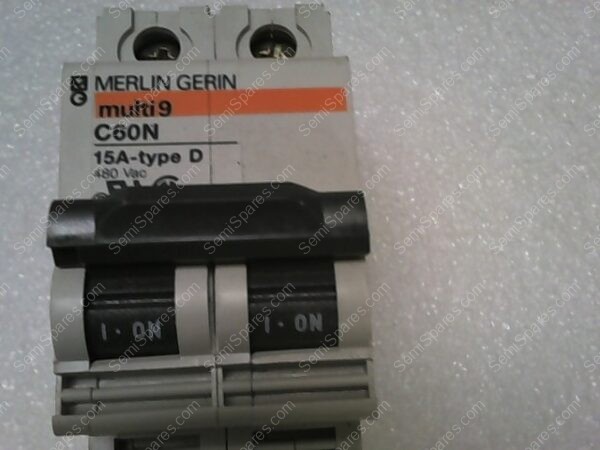 MERLIN GERIN
multi 9
C60N
15A-type D
480 Vac
I · ON I · ON
SemiSpares.com